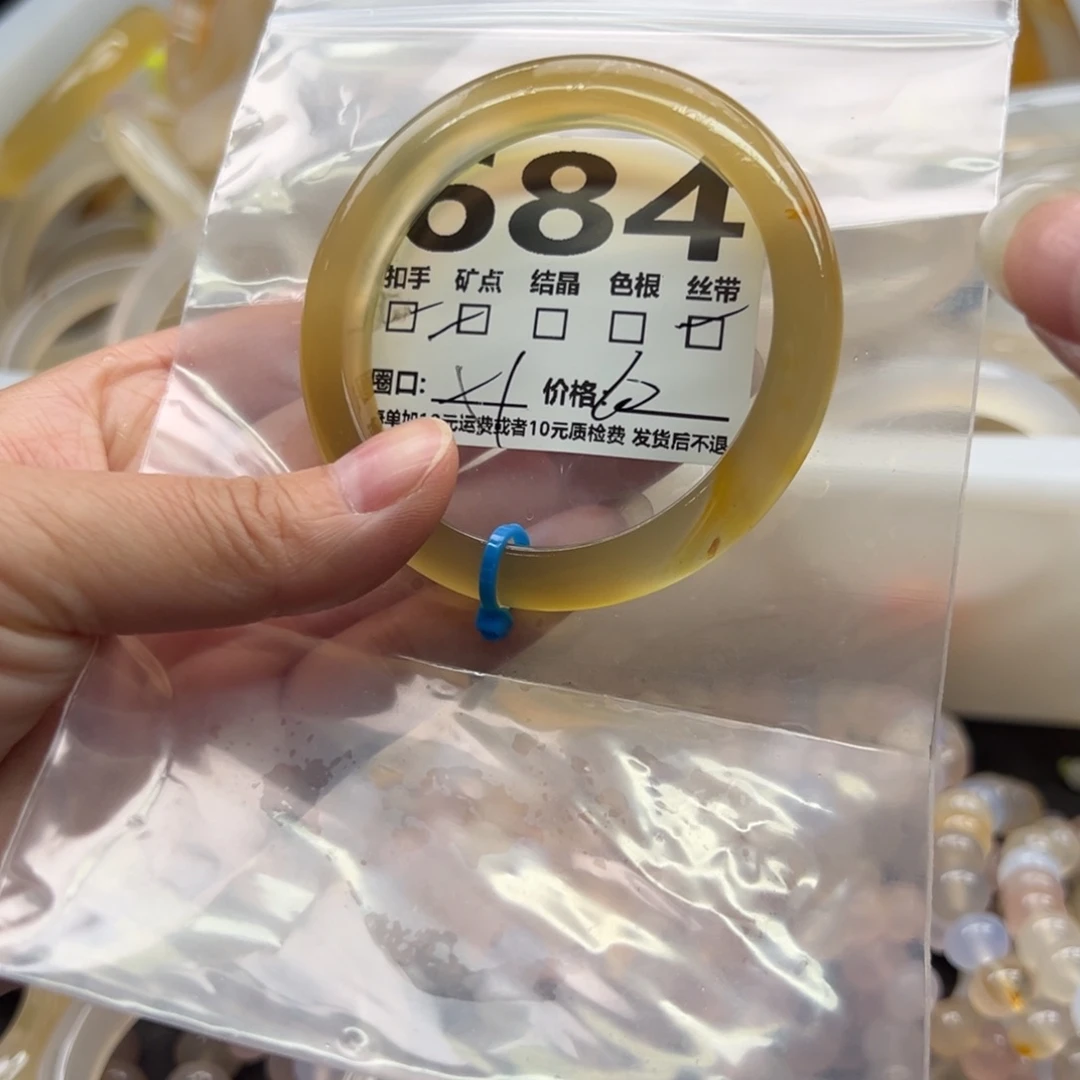 684
扣手 矿点 结晶 色根 丝带
圈口: 价格:
元运费或者10元质检费 发货后不退